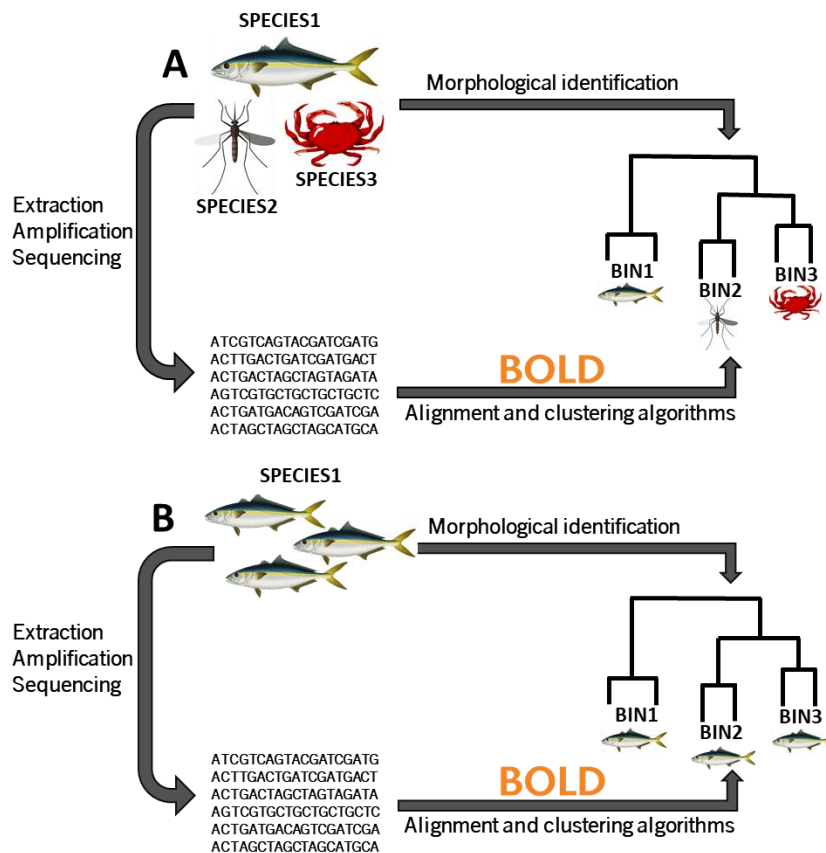 SPECIES1
A
Morphological identification
SPECIES2
SPECIES3
Extraction
Amplification
Sequencing
BIN1
BIN2
BIN3
ATCGTCAGTACGATCGATG
ACTTGACTGATCGATGACT
ACTGACTAGCTAGTAGATA
AGTCGTGCTGCTGCTGCTC
ACTGATGACAGTCGATCGA
ACTAGCTAGCTAGCATGCA
BOLD
Alignment and clustering algorithms
SPECIES1
B
Morphological identification
Extraction
Amplification
Sequencing
BIN1
BIN2
BIN3
ATCGTCAGTACGATCGATG
ACTTGACTGATCGATGACT
ACTGACTAGCTAGTAGATA
AGTCGTGCTGCTGCTGCTC
ACTGATGACAGTCGATCGA
ACTAGCTAGCTAGCATGCA
BOLD
Alignment and clustering algorithms